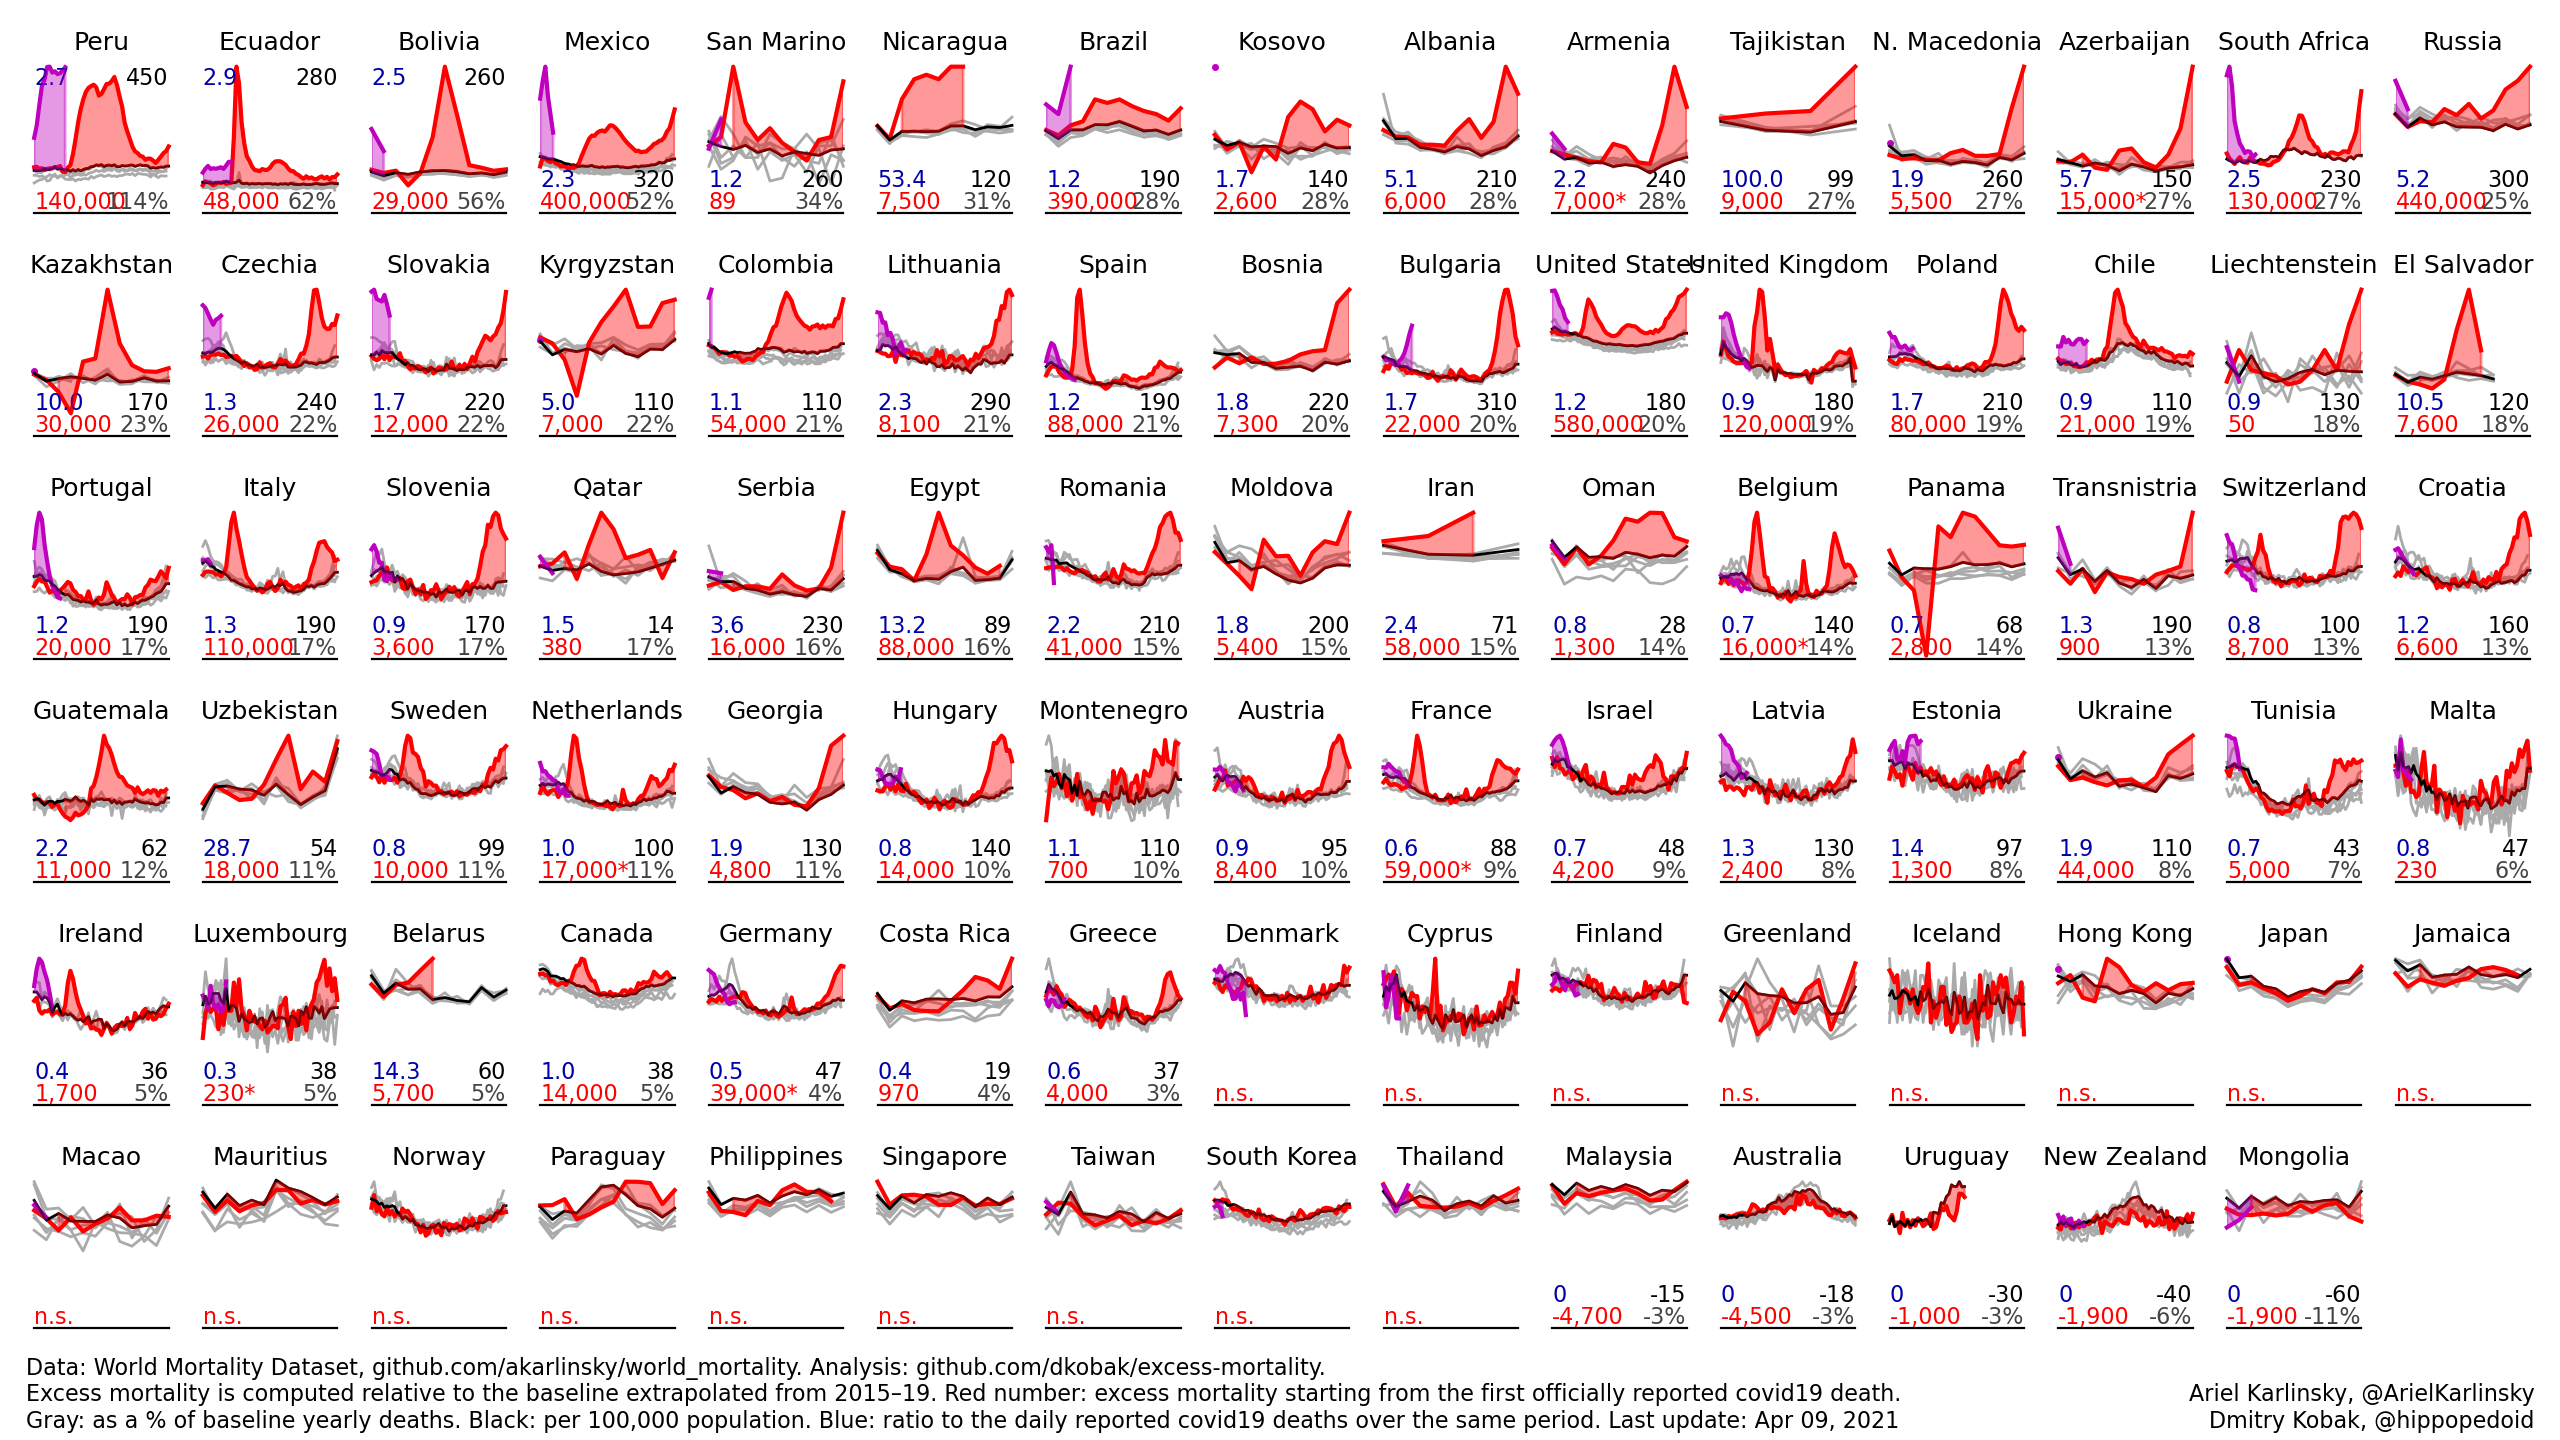 Peru Ecuador Bolivia Mexico San Marino Nicaragua Brazil Kosovo Albania Armenia Tajikistan N. Macedonia Azerbaijan South Africa Russia
2.7 450 2.9 280 2.5 260
2.3 320 1.2 260 53.4 120 1.2 190 1.7 140 5.1 210 2.2 240 100.0 99 1.9 260 5.7 150 2.5 230 5.2 300
140,000 114% 48,000 62% 29,000 56% 400,000 52% 89 34% 7,500 31% 390,000 28% 2,600 28% 6,000 28% 7,000* 28% 9,000 27% 5,500 27% 15,000* 27% 130,000 27% 440,000 25%
Kazakhstan Czechia Slovakia Kyrgyzstan Colombia Lithuania Spain Bosnia Bulgaria United States United Kingdom Poland Chile Liechtenstein El Salvador
10.0 170 1.3 240 1.7 220 5.0 110 1.1 110 2.3 290 1.2 190 1.8 220 1.7 310 1.2 180 0.9 180 1.7 210 0.9 110 0.9 130 10.5 120
30,000 23% 26,000 22% 12,000 22% 7,000 22% 54,000 21% 8,100 21% 88,000 21% 7,300 20% 22,000 20% 580,000 20% 120,000 19% 80,000 19% 21,000 19% 50 18% 7,600 18%
Portugal Italy Slovenia Qatar Serbia Egypt Romania Moldova Iran Oman Belgium Panama Transnistria Switzerland Croatia
1.2 190 1.3 190 0.9 170 1.5 14 3.6 230 13.2 89 2.2 210 1.8 200 2.4 71 0.8 28 0.7 140 0.7 68 1.3 190 0.8 100 1.2 160
20,000 17% 110,000 17% 3,600 17% 380 17% 16,000 16% 88,000 16% 41,000 15% 5,400 15% 58,000 15% 1,300 14% 16,000* 14% 2,800 14% 900 13% 8,700 13% 6,600 13%
Guatemala Uzbekistan Sweden Netherlands Georgia Hungary Montenegro Austria France Israel Latvia Estonia Ukraine Tunisia Malta
2.2 62 28.7 54 0.8 99 1.0 100 1.9 130 0.8 140 1.1 110 0.9 95 0.6 88 0.7 48 1.3 130 1.4 97 1.9 110 0.7 43 0.8 47
11,000 12% 18,000 11% 10,000 11% 17,000* 11% 4,800 11% 14,000 10% 700 10% 8,400 10% 59,000* 9% 4,200 9% 2,400 8% 1,300 8% 44,000 8% 5,000 7% 230 6%
Ireland Luxembourg Belarus Canada Germany Costa Rica Greece Denmark Cyprus Finland Greenland Iceland Hong Kong Japan Jamaica
0.4 36 0.3 38 14.3 60 1.0 38 0.5 47 0.4 19 0.6 37
1,700 5% 230* 5% 5,700 5% 14,000 5% 39,000* 4% 970 4% 4,000 3% n.s. n.s. n.s. n.s. n.s. n.s. n.s. n.s.
Macao Mauritius Norway Paraguay Philippines Singapore Taiwan South Korea Thailand Malaysia Australia Uruguay New Zealand Mongolia
0 -15 0 -18 0 -30 0 -40 0 -60
n.s. n.s. n.s. n.s. n.s. n.s. n.s. n.s. n.s. -4,700 -3% -4,500 -3% -1,000 -3% -1,900 -6% -1,900 -11%
Data: World Mortality Dataset, github.com/akarlinsky/world_mortality. Analysis: github.com/dkobak/excess-mortality.
Excess mortality is computed relative to the baseline extrapolated from 2015–19. Red number: excess mortality starting from the first officially reported covid19 death.
Gray: as a % of baseline yearly deaths. Black: per 100,000 population. Blue: ratio to the daily reported covid19 deaths over the same period. Last update: Apr 09, 2021
Ariel Karlinsky, @ArielKarlinsky
Dmitry Kobak, @hippopedoid